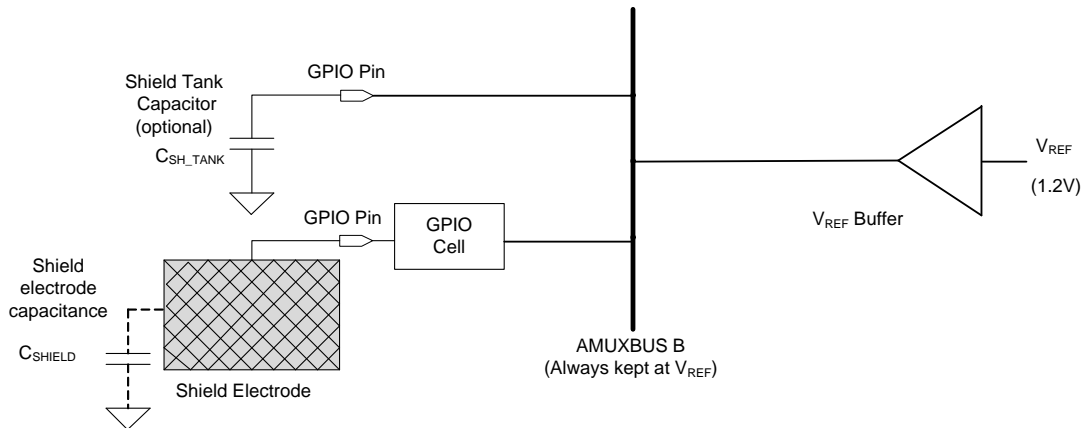 GPIO Pin
Shield Tank
Capacitor
(optional)
C_SH_TANK
V_REF
(1.2V)
V_REF Buffer
GPIO Pin
GPIO
Cell
Shield
electrode
capacitance
C_SHIELD
Shield Electrode
AMUXBUS B
(Always kept at V_REF)